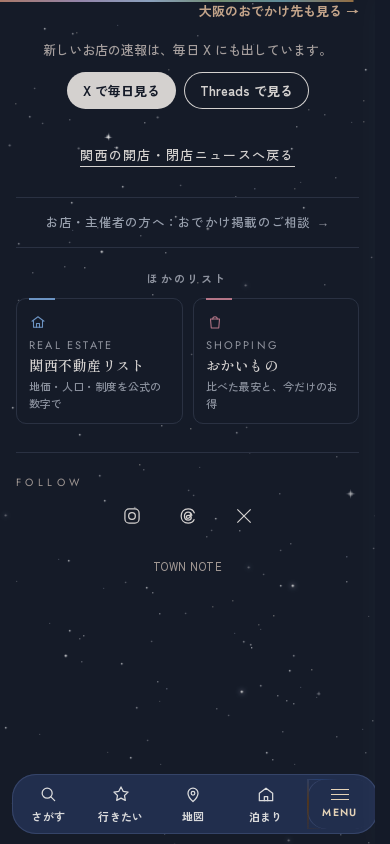 大阪のおでかけ先も見る →
新しいお店の速報は、毎日 X にも出しています。
X で毎日見る
Threads で見る
関西の開店・閉店ニュースへ戻る
お店・主催者の方へ：おでかけ掲載のご相談 →
ほかのリスト
REAL ESTATE
関西不動産リスト
地価・人口・制度を公式の
数字で
SHOPPING
おかいもの
比べた最安と、今だけのお
得
FOLLOW
TOWN NOTE
さがす
行きたい
地図
泊まり
MENU